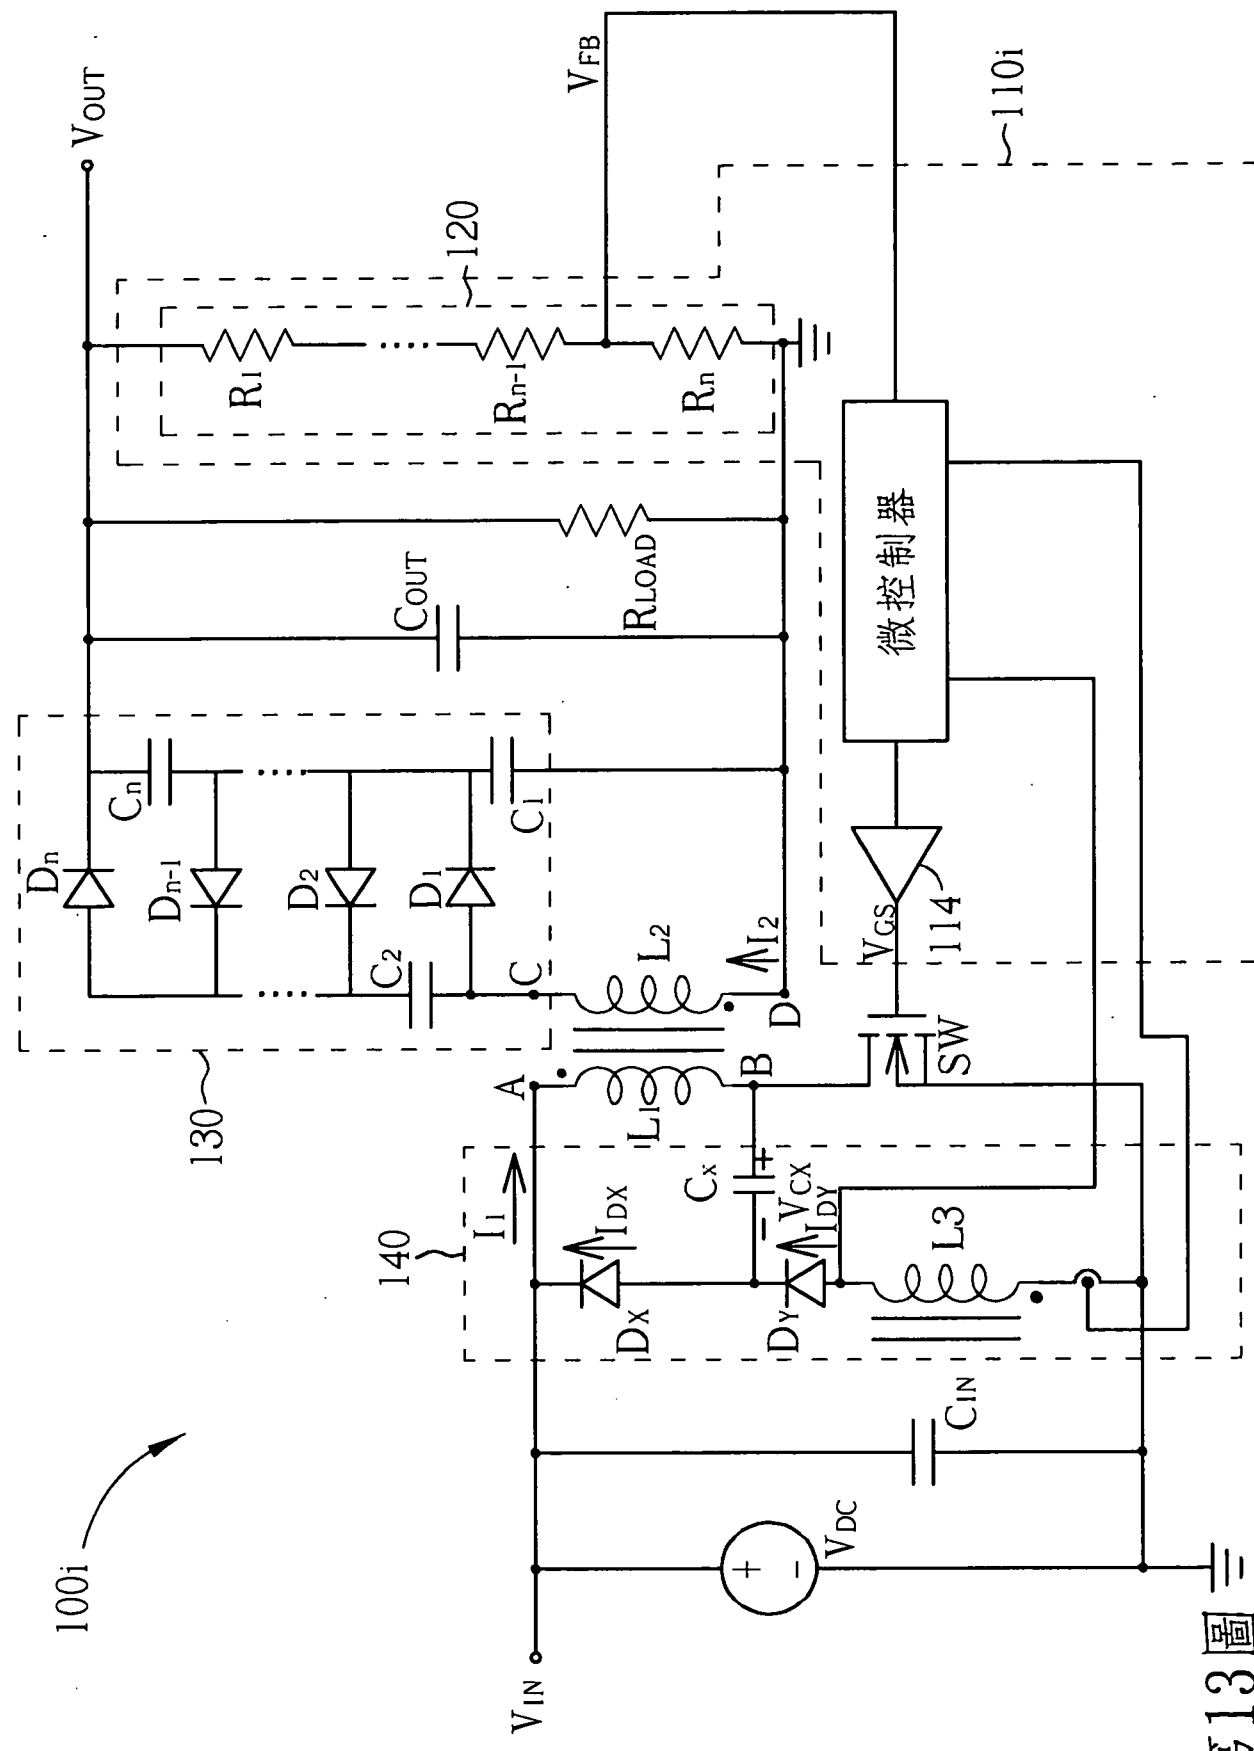 100i
VIN
VDC
CIN
140
I1
IDX
DX
Cx
+
−
VCX
IDY
DY
L3
A
B
L1
L2
C
D
I2
SW
VGS
114
微控制器
130
C2
D1
D2
Dn-1
Dn
Cn
C1
COUT
RLOAD
120
R1
Rn-1
Rn
VOUT
VFB
110i
+
−
13圖